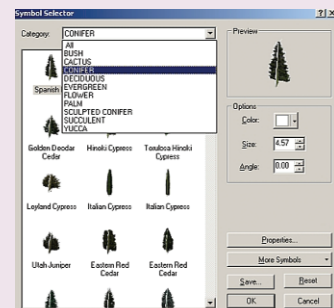 Symbol Selector
Category: CONIFER
All
BUSH
CACTUS
CONIFER
DECIDUOUS
EVERGREEN
FLOWER
PALM
SCULPTED CONIFER
SUCCULENT
YUCCA
Spanish
Golden Deodar Cedar
Hinoki Cypress
Torulosa Hinoki Cypress
Leyland Cypress
Italian Cypress
Italian Cypress
Utah Juniper
Eastern Red Cedar
Eastern Red Cedar
Preview
Options
Color:
Size: 4.57
Angle: 0.00
Properties...
More Symbols
Save...
Reset
OK
Cancel